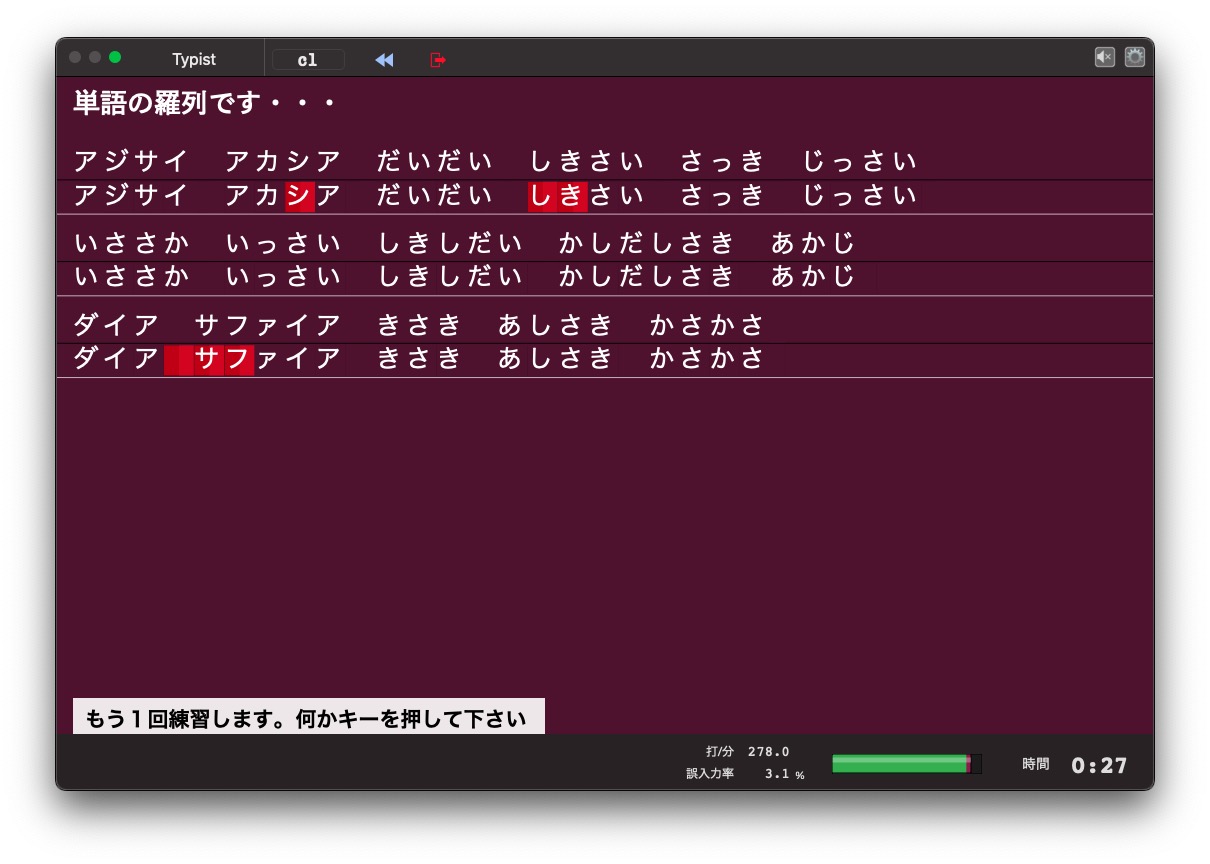 Typist c1
単語の羅列です・・・
アジサイ　アカシア　だいだい　しきさい　さっき　じっさい
アジサイ　アカシア　だいだい　しきさい　さっき　じっさい
いささか　いっさい　しきしだい　かしだしさき　あかじ
いささか　いっさい　しきしだい　かしだしさき　あかじ
ダイア　サファイア　きさき　あしさき　かさかさ
ダイア　サファイア　きさき　あしさき　かさかさ
もう１回練習します。何かキーを押して下さい
打/分 278.0
誤入力率 3.1 %
時間 0:27